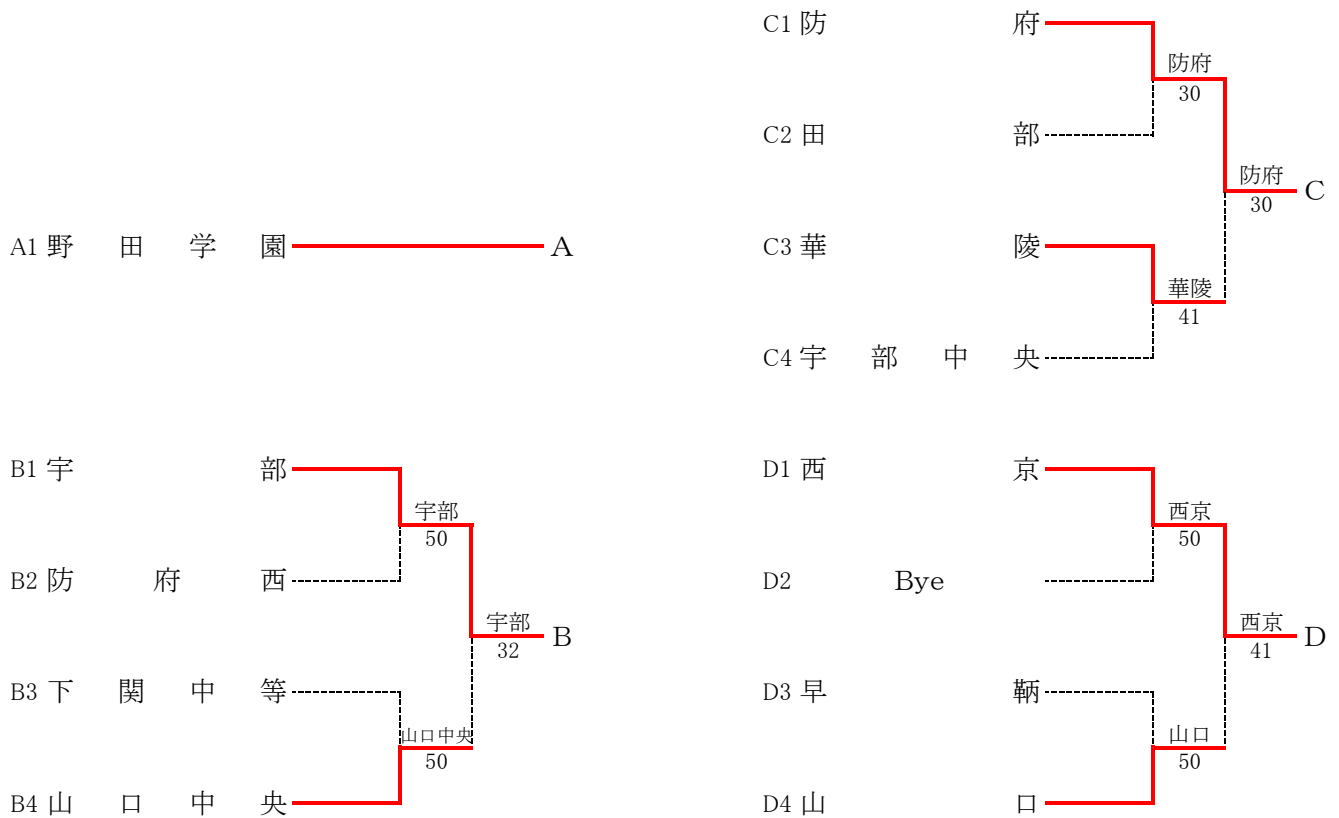 A1 野田学園
A
B1 宇部
宇部
50
B2 防府西
宇部
32
B
B3 下関中等
山口中央
50
B4 山口中央
C1 防府
防府
30
C2 田部
防府
30
C
C3 華陵
華陵
41
C4 宇部中央
D1 西京
西京
50
D2 Bye
西京
41
D
D3 早鞆
山口
50
D4 山口